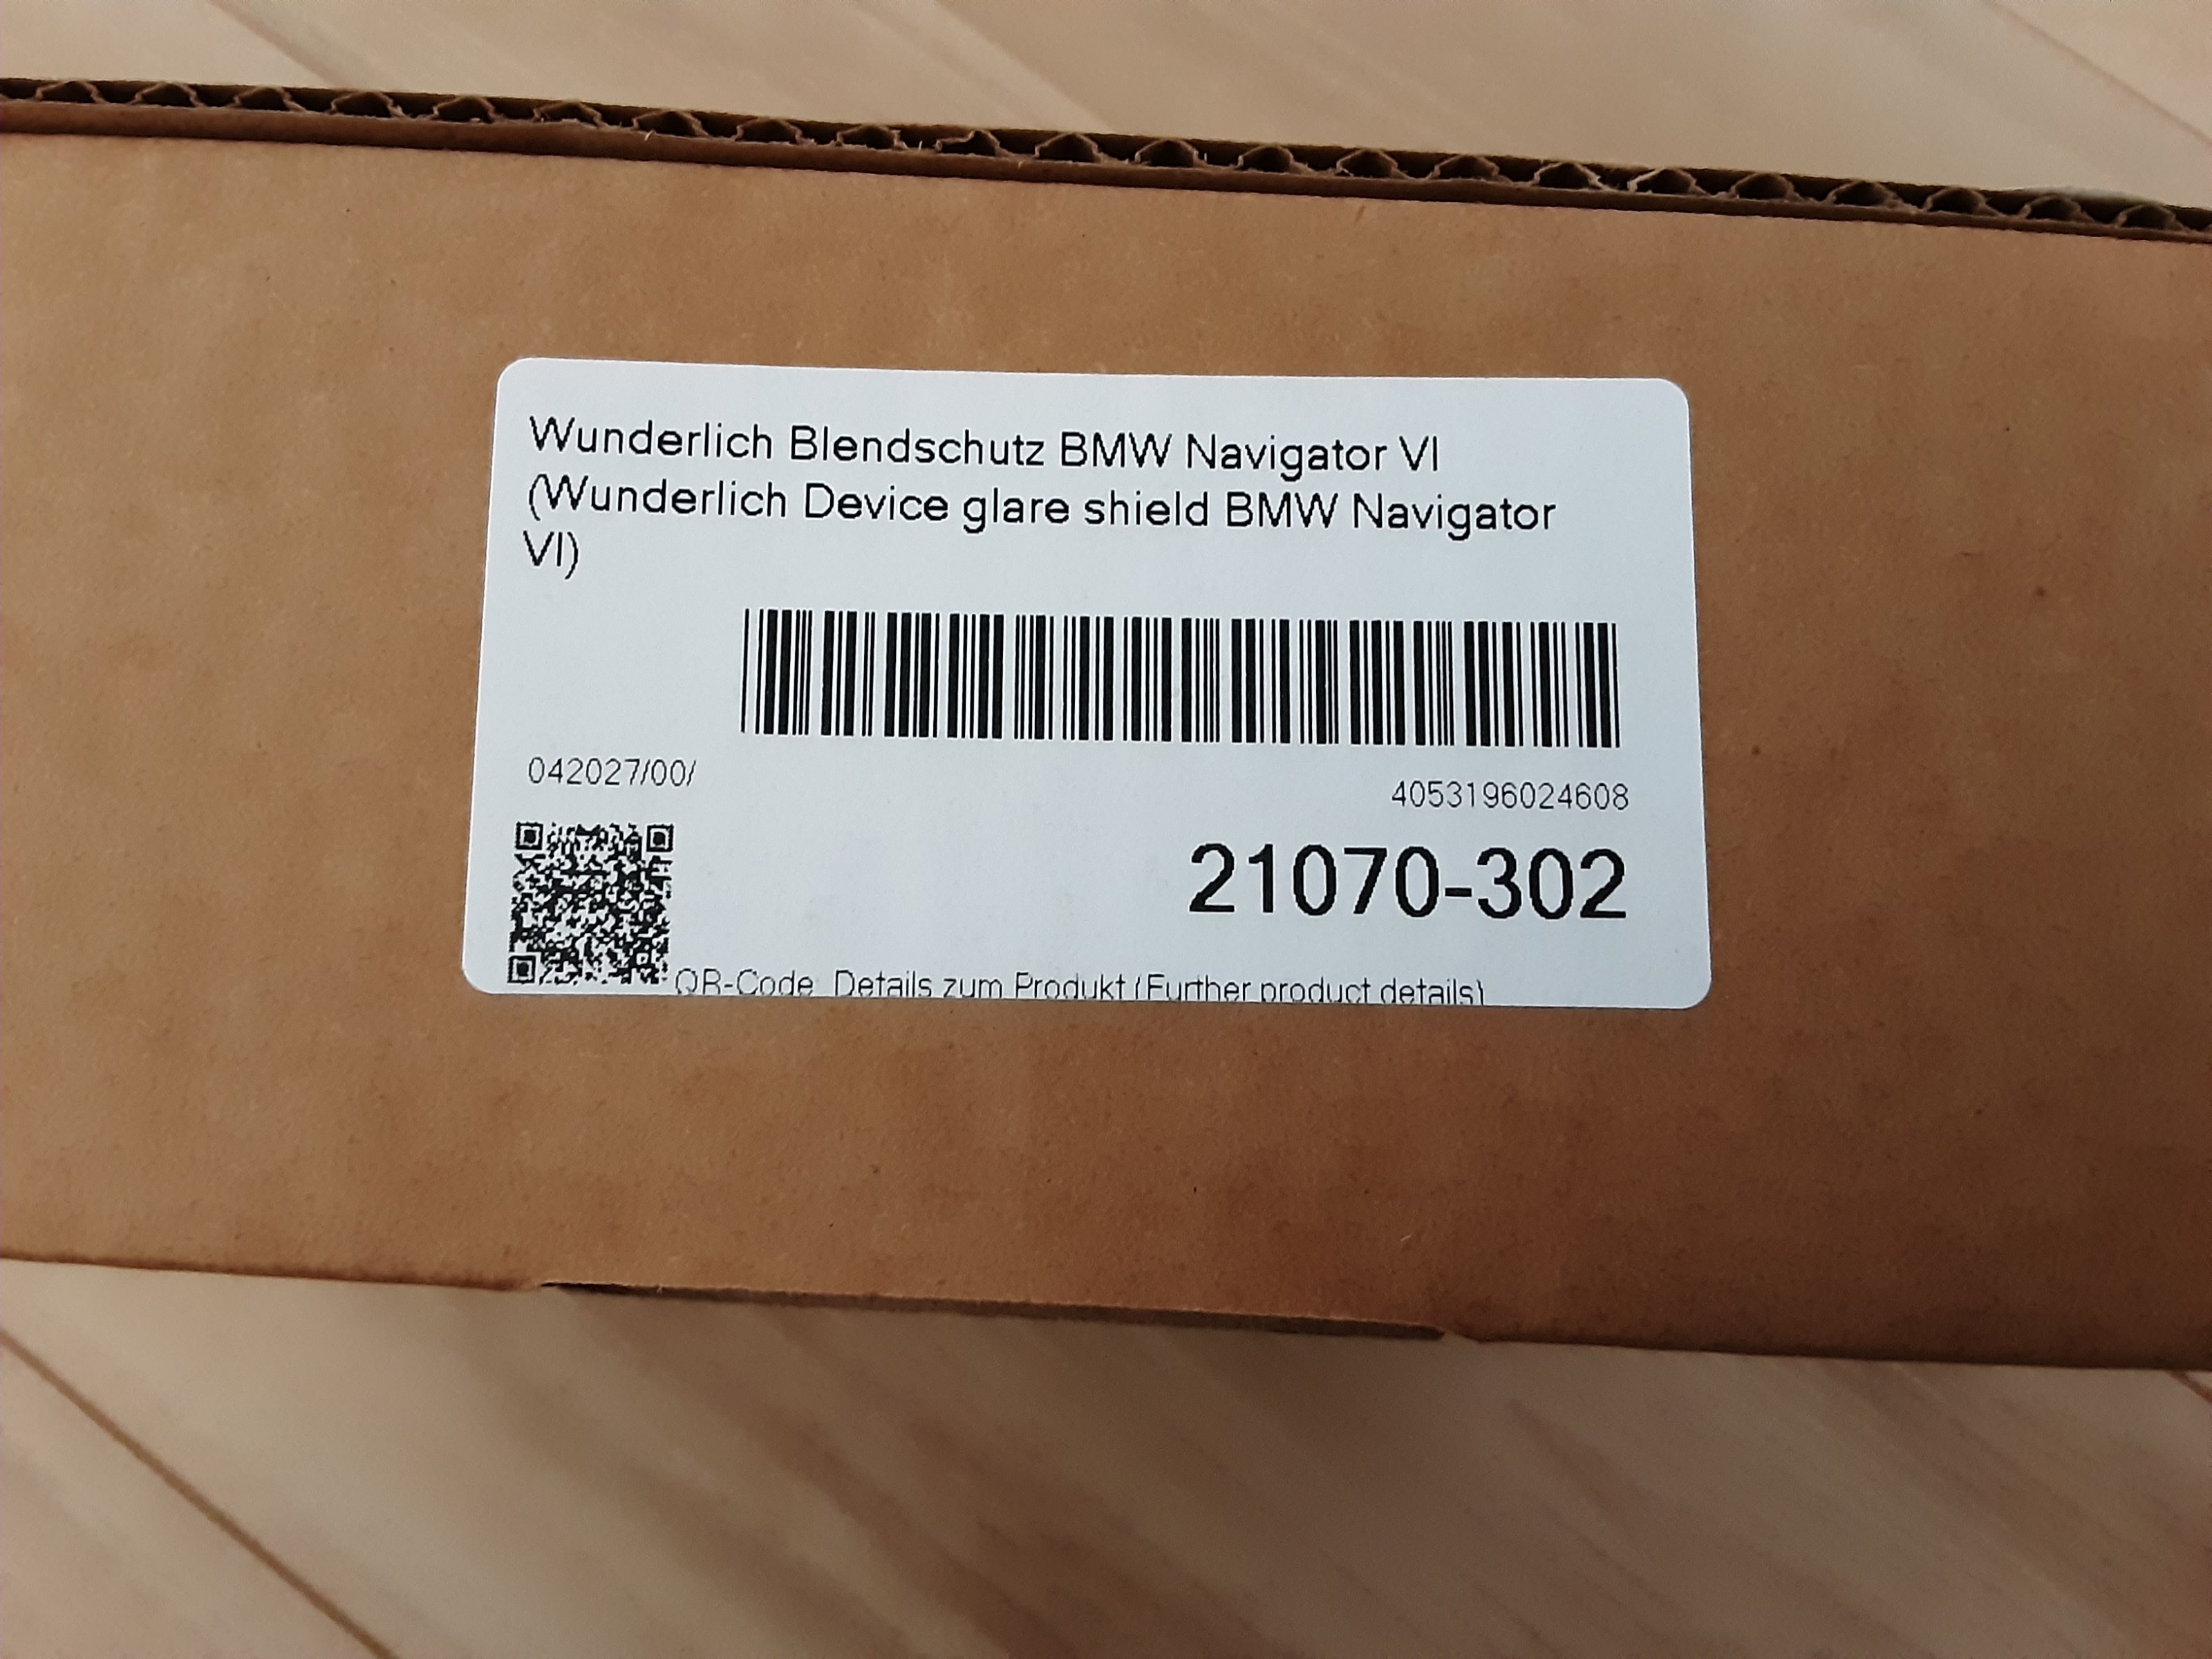 Wunderlich Blendschutz BMW Navigator VI
(Wunderlich Device glare shield BMW Navigator
VI)
042027/00/
4053196024608
21070-302
QR-Code: Details zum Produkt (Further product details)